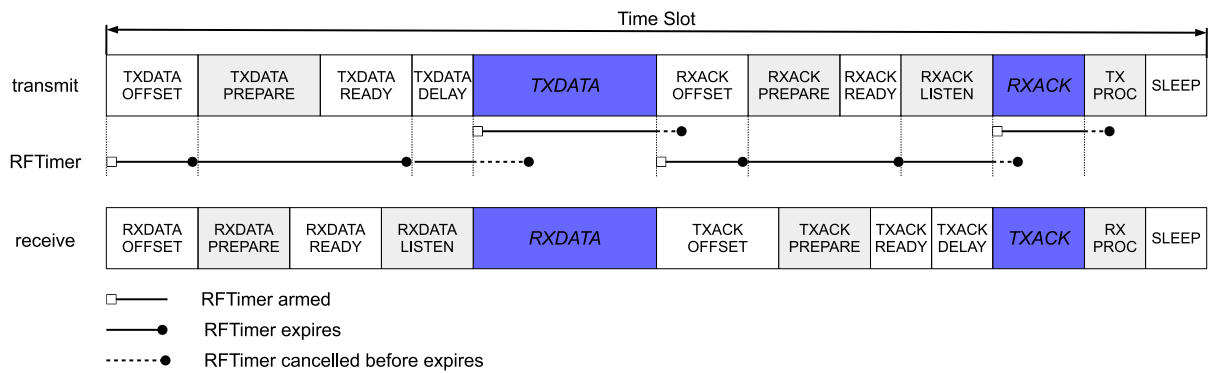 Time Slot
transmit
TXDATA
OFFSET
TXDATA
PREPARE
TXDATA
READY
TXDATA
DELAY
TXDATA
RXACK
OFFSET
RXACK
PREPARE
RXACK
READY
RXACK
LISTEN
RXACK
TX
PROC
SLEEP
RFTimer
receive
RXDATA
OFFSET
RXDATA
PREPARE
RXDATA
READY
RXDATA
LISTEN
RXDATA
TXACK
OFFSET
TXACK
PREPARE
TXACK
READY
TXACK
DELAY
TXACK
RX
PROC
SLEEP
RFTimer armed
RFTimer expires
RFTimer cancelled before expires